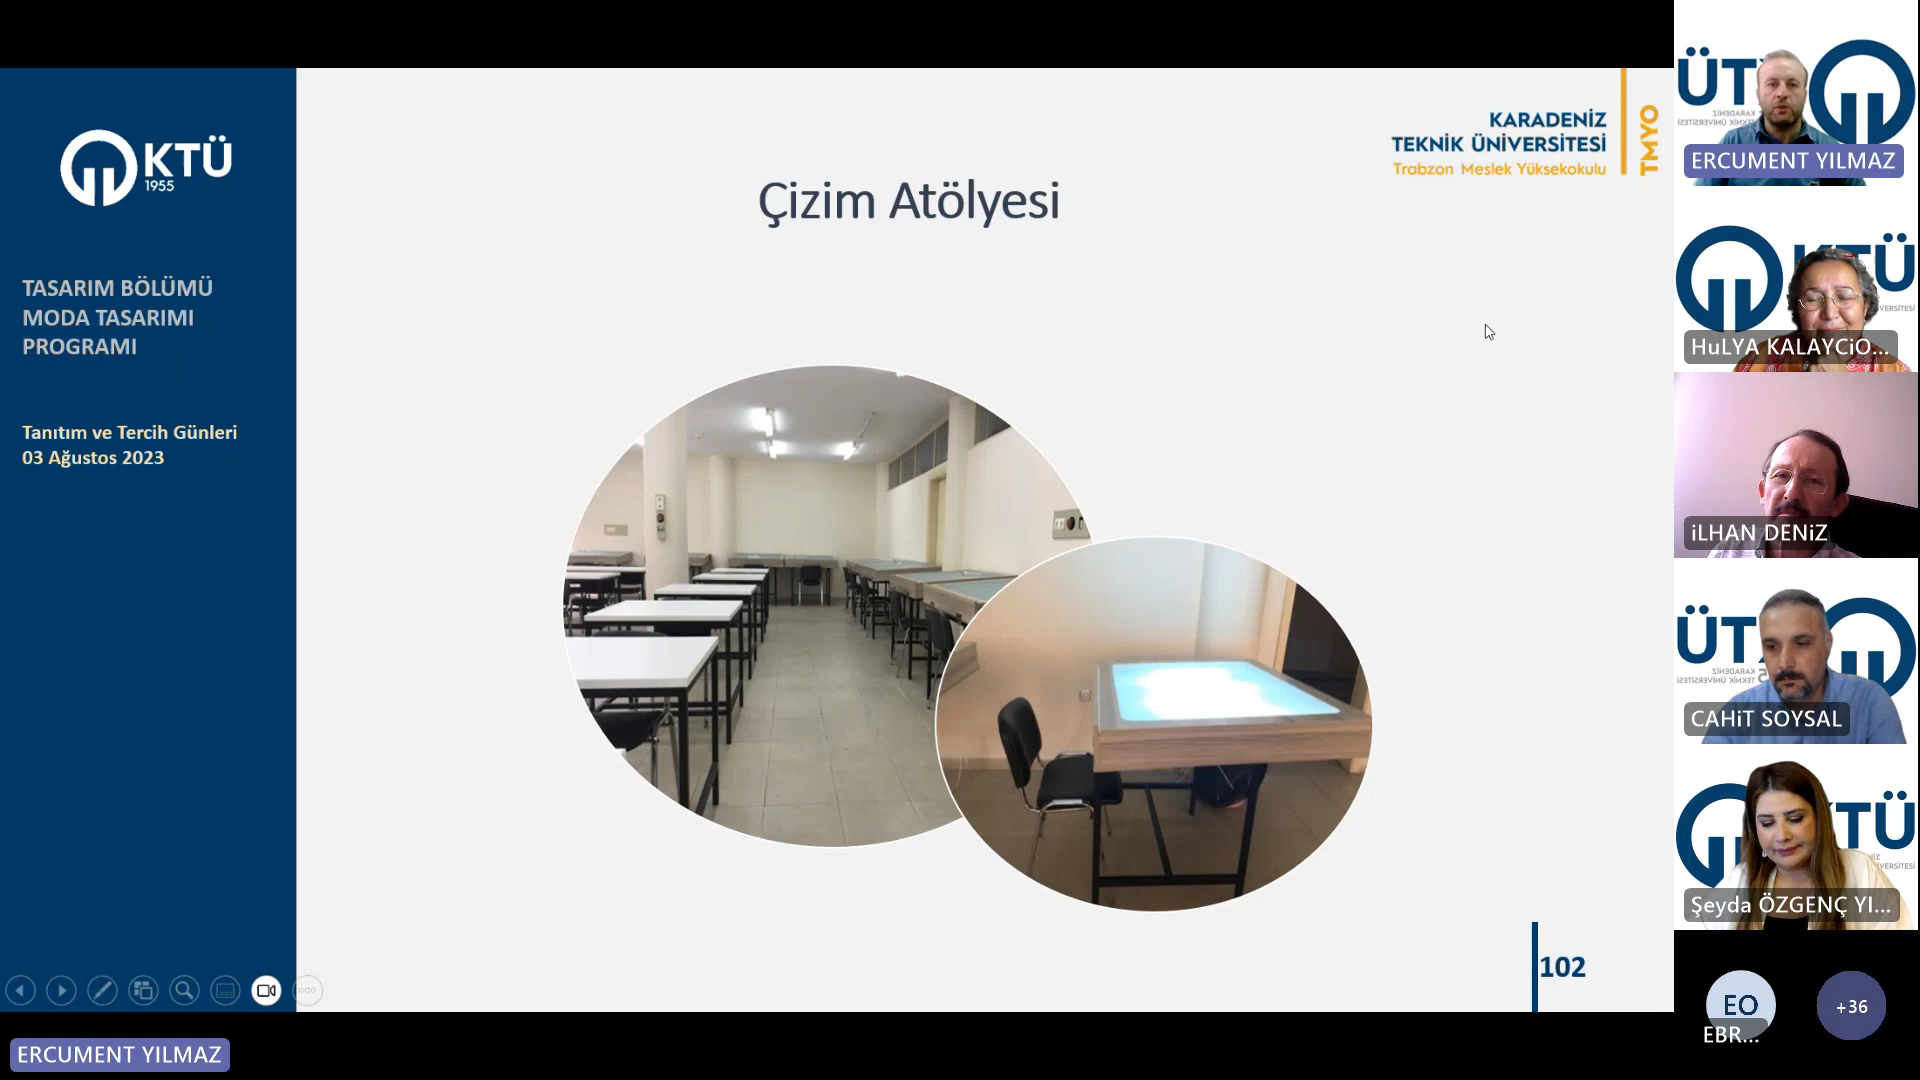 KTÜ
1955
TASARIM BÖLÜMÜ
MODA TASARIMI
PROGRAMI
Tanıtım ve Tercih Günleri
03 Ağustos 2023
KARADENİZ
TEKNİK ÜNİVERSİTESİ
Trabzon Meslek Yüksekokulu
TMYO
Çizim Atölyesi
102
ERCUMENT YILMAZ
ERCUMENT YILMAZ
HuLYA KALAYCiO...
iLHAN DENiZ
CAHiT SOYSAL
Şeyda ÖZGENÇ YI...
EO
EBR...
+36